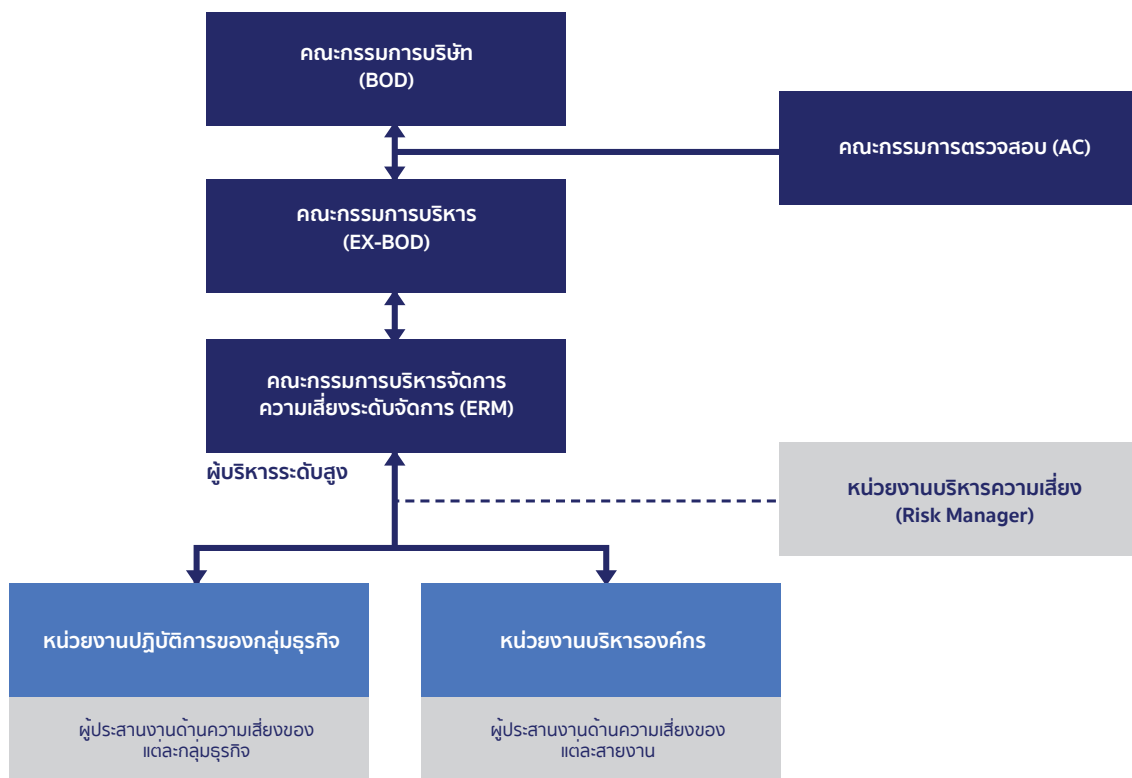 คณะกรรมการบริษัท
(BOD)
คณะกรรมการตรวจสอบ (AC)
คณะกรรมการบริหาร
(EX-BOD)
คณะกรรมการบริหารจัดการ
ความเสี่ยงระดับจัดการ (ERM)
ผู้บริหารระดับสูง
หน่วยงานบริหารความเสี่ยง
(Risk Manager)
หน่วยงานปฏิบัติการของกลุ่มธุรกิจ
ผู้ประสานงานด้านความเสี่ยงของ
แต่ละกลุ่มธุรกิจ
หน่วยงานบริหารองค์กร
ผู้ประสานงานด้านความเสี่ยงของ
แต่ละสายงาน